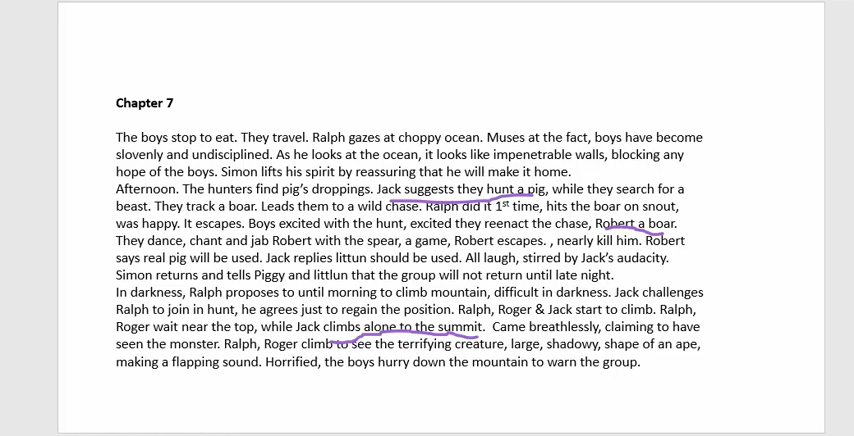 Chapter 7
The boys stop to eat. They travel. Ralph gazes at choppy ocean. Muses at the fact, boys have become
slovenly and undisciplined. As he looks at the ocean, it looks like impenetrable walls, blocking any
hope of the boys. Simon lifts his spirit by reassuring that he will make it home.
Afternoon. The hunters find pig's droppings. Jack suggests they hunt a pig, while they search for a
beast. They track a boar. Leads them to a wild chase. Ralph did it 1st time, hits the boar on snout,
was happy. It escapes. Boys excited with the hunt, excited they reenact the chase, Robert a boar.
They dance, chant and jab Robert with the spear, a game, Robert escapes. , nearly kill him. Robert
says real pig will be used. Jack replies littun should be used. All laugh, stirred by Jack's audacity.
Simon returns and tells Piggy and littlun that the group will not return until late night.
In darkness, Ralph proposes to until morning to climb mountain, difficult in darkness. Jack challenges
Ralph to join in hunt, he agrees just to regain the position. Ralph, Roger & Jack start to climb. Ralph,
Roger wait near the top, while Jack climbs alone to the summit. Came breathlessly, claiming to have
seen the monster. Ralph, Roger climb to see the terrifying creature, large, shadowy, shape of an ape,
making a flapping sound. Horrified, the boys hurry down the mountain to warn the group.